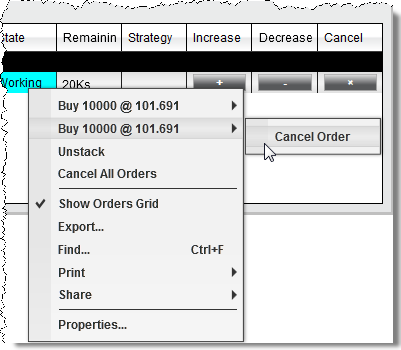 tate Remainin Strategy Increase Decrease Cancel
Working 20Ks + - ×
Buy 10000 @ 101.691
Buy 10000 @ 101.691
Cancel Order
Unstack
Cancel All Orders
Show Orders Grid
Export...
Find... Ctrl+F
Print
Share
Properties...